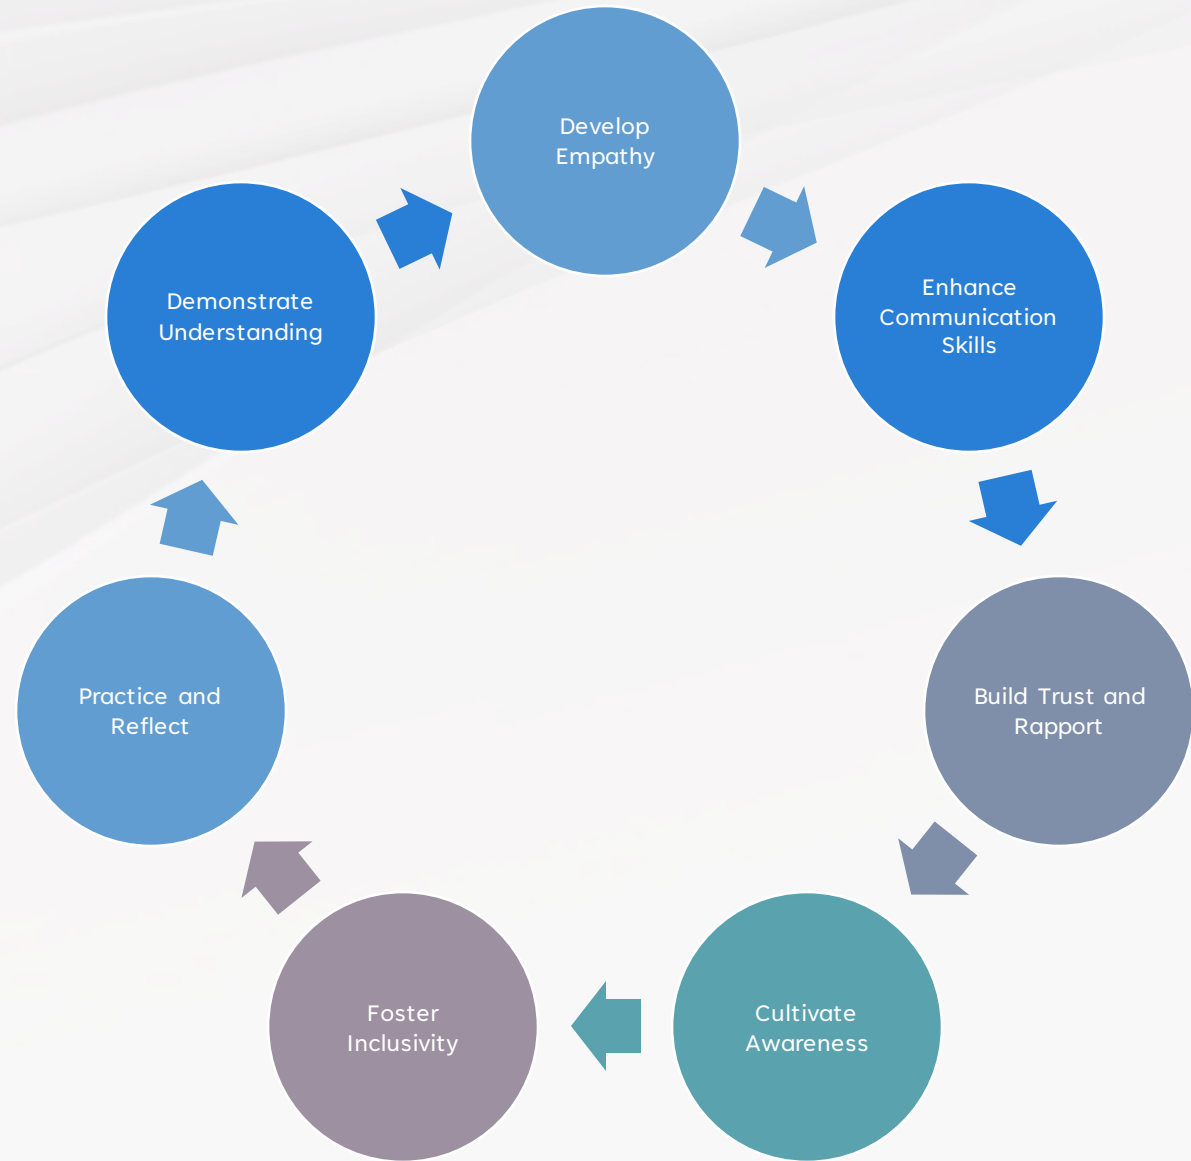 Develop
Empathy
Enhance
Communication
Skills
Build Trust and
Rapport
Cultivate
Awareness
Foster
Inclusivity
Practice and
Reflect
Demonstrate
Understanding